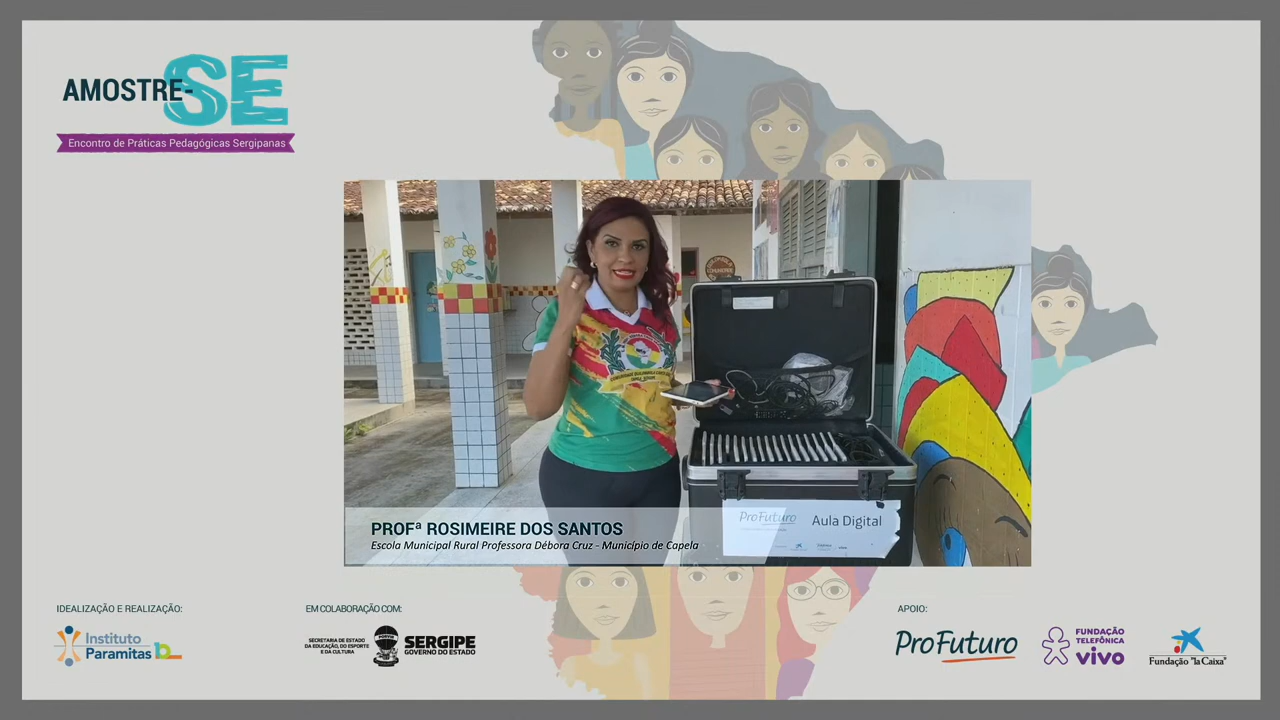 AMOSTRE-SE
Encontro de Práticas Pedagógicas Sergipanas
ProFuturo
Aula Digital
PROFª ROSIMEIRE DOS SANTOS
Escola Municipal Rural Professora Débora Cruz - Município de Capela
IDEALIZAÇÃO E REALIZAÇÃO:
Instituto
Paramitas
EM COLABORAÇÃO COM:
SECRETARIA DE ESTADO
DA EDUCAÇÃO, DO ESPORTE
E DA CULTURA
SERGIPE
GOVERNO DO ESTADO
APOIO:
ProFuturo
FUNDAÇÃO
TELEFÔNICA
vivo
Fundação "la Caixa"